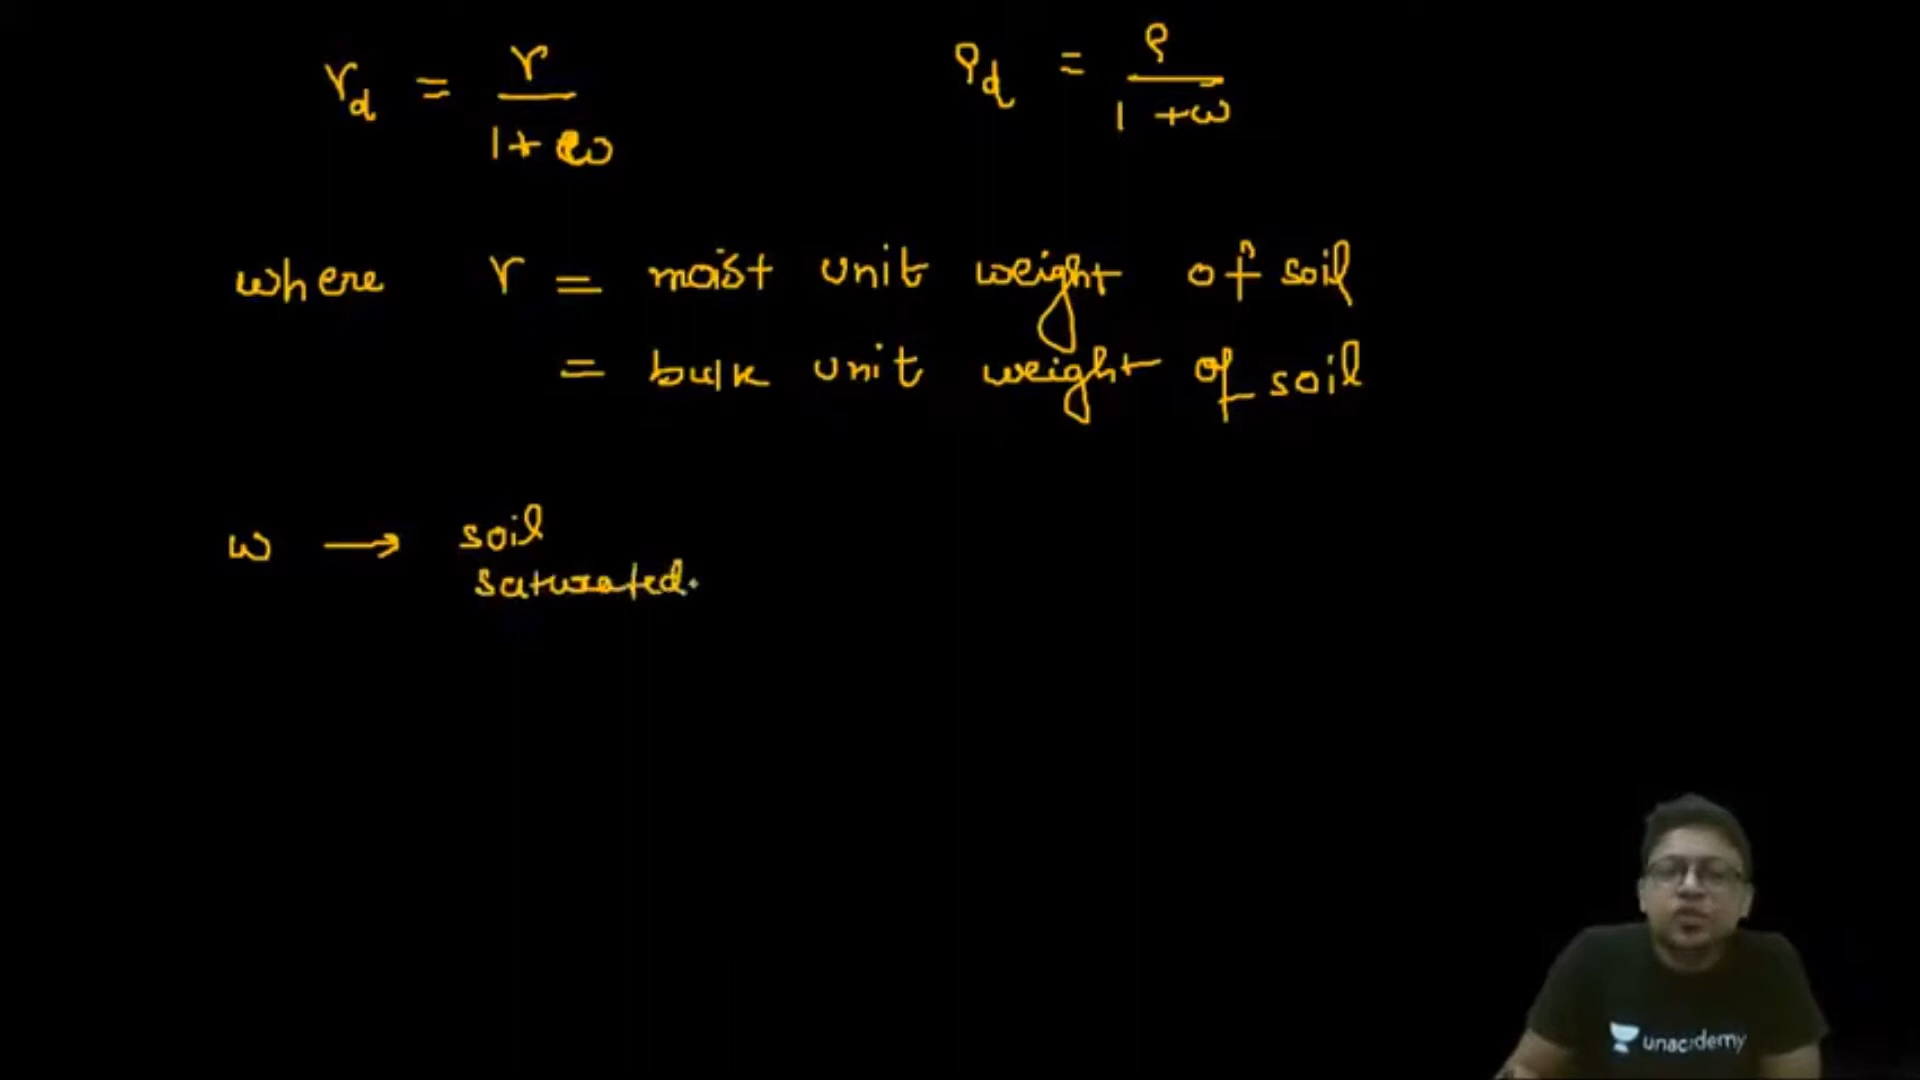 γd = γ / 1 + w
ρd = ρ / 1 + w
where γ = moist unit weight of soil
= bulk unit weight of soil
w → soil
saturated.
unacademy